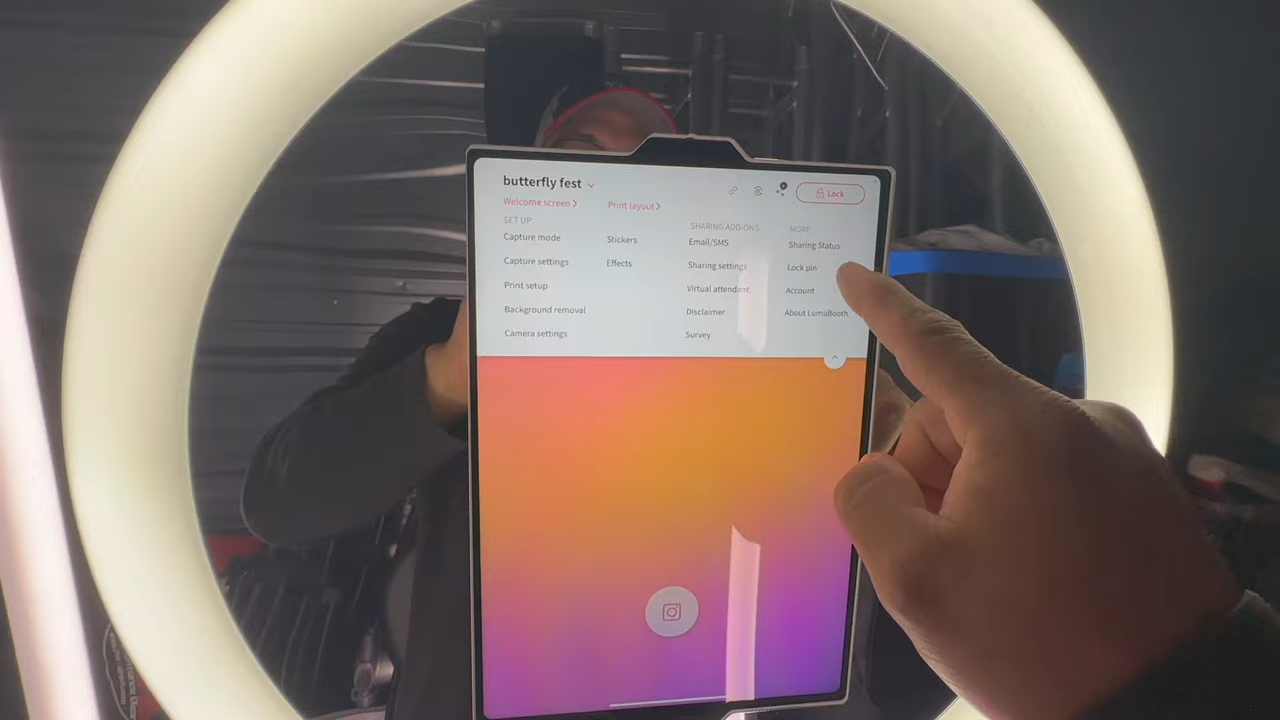 butterfly fest
Lock
Welcome screen
Print layout
SET UP
Capture mode
Capture settings
Print setup
Background removal
Camera settings
Stickers
Effects
SHARING ADD-ONS
Email/SMS
Sharing settings
Virtual attendant
Disclaimer
Survey
MORE
Sharing Status
Lock pin
Account
About LumaBooth